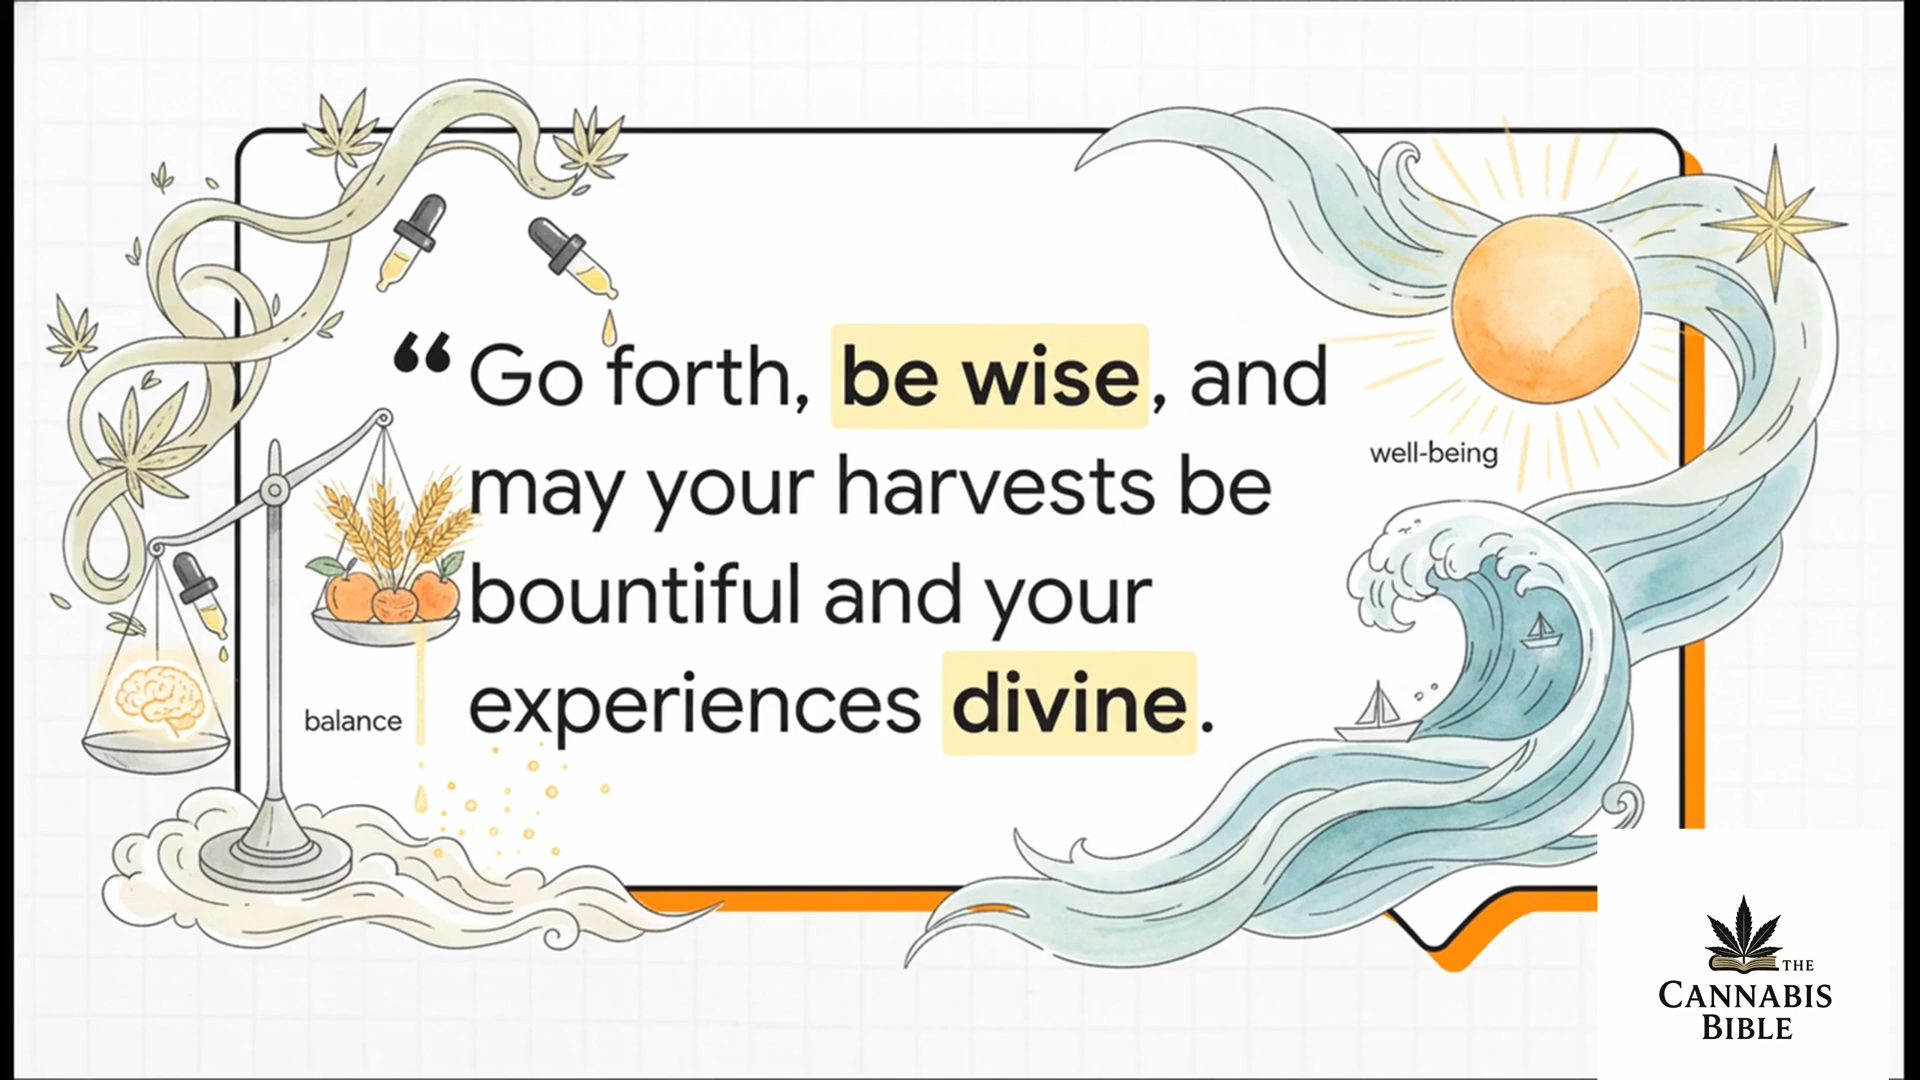 “Go forth, be wise, and
may your harvests be
bountiful and your
experiences divine.
well-being
balance
THE
CANNABIS
BIBLE